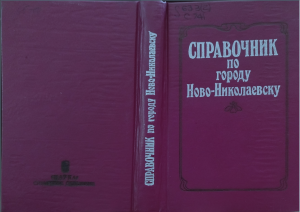 СПРАВОЧНИК
ПО
ГОРОДУ
НОВО-НИКОЛАЕВСКУ
СПРАВОЧНИК ПО ГОРОДУ НОВО-НИКОЛАЕВСКУ